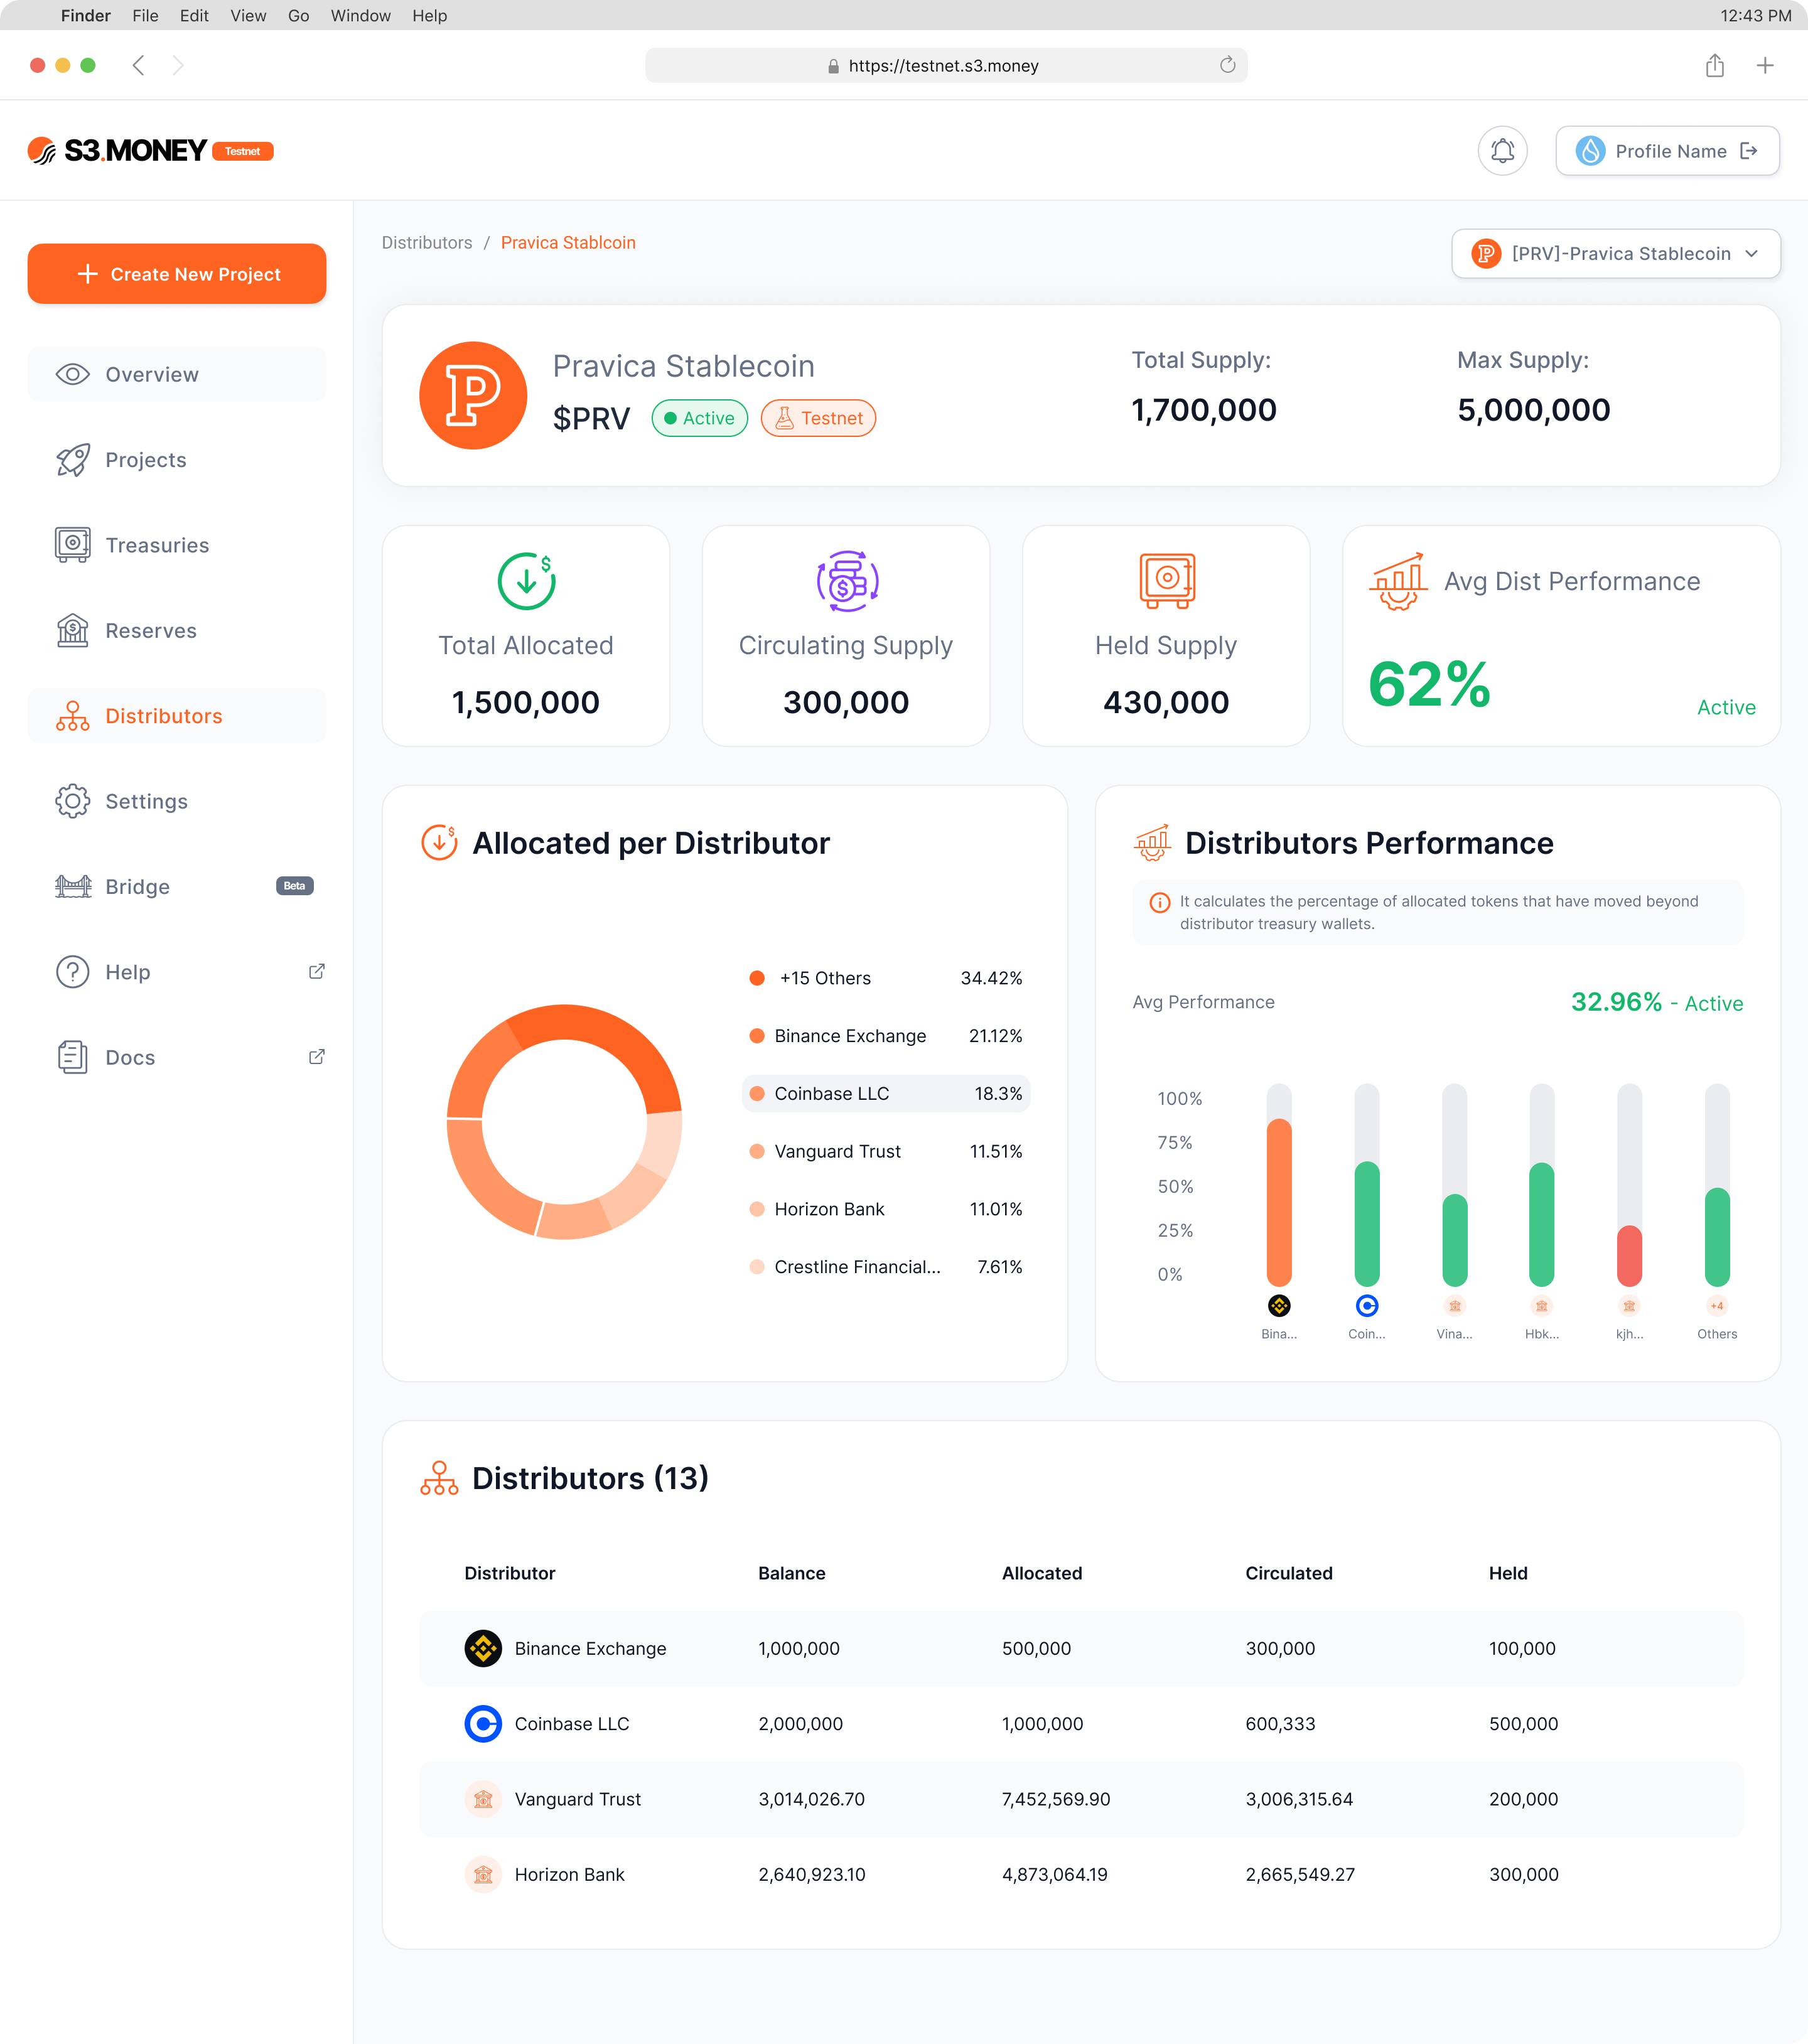 Finder File Edit View Go Window Help 12:43 PM
https://testnet.s3.money
S3.MONEY Testnet
Profile Name
Create New Project
Overview
Projects
Treasuries
Reserves
Distributors
Settings
Bridge Beta
Help
Docs
Distributors / Pravica Stablcoin
[PRV]-Pravica Stablecoin
P
Pravica Stablecoin
$PRV Active Testnet
Total Supply:
1,700,000
Max Supply:
5,000,000
Total Allocated
1,500,000
Circulating Supply
300,000
Held Supply
430,000
Avg Dist Performance
62%
Active
Allocated per Distributor
+15 Others 34.42%
Binance Exchange 21.12%
Coinbase LLC 18.3%
Vanguard Trust 11.51%
Horizon Bank 11.01%
Crestline Financial... 7.61%
Distributors Performance
It calculates the percentage of allocated tokens that have moved beyond
distributor treasury wallets.
Avg Performance 32.96% - Active
100%
75%
50%
25%
0%
+4
Bina... Coin... Vina... Hbk... kjh... Others
Distributors (13)
Distributor Balance Allocated Circulated Held
Binance Exchange 1,000,000 500,000 300,000 100,000
Coinbase LLC 2,000,000 1,000,000 600,333 500,000
Vanguard Trust 3,014,026.70 7,452,569.90 3,006,315.64 200,000
Horizon Bank 2,640,923.10 4,873,064.19 2,665,549.27 300,000